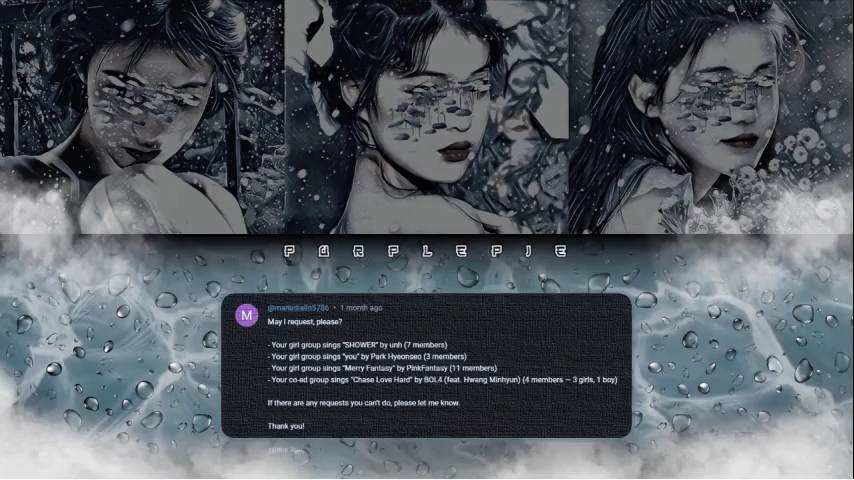 PURPLEPIE
M
@mariadiallo5786 • 1 month ago
May I request, please?
- Your girl group sings "SHOWER" by unh (7 members)
- Your girl group sings "you" by Park Hyeonseo (3 members)
- Your girl group sings "Merry Fantasy" by PinkFantasy (11 members)
- Your co-ed group sings "Chase Love Hard" by BOL4 (feat. Hwang Minhyun) (4 members — 3 girls, 1 boy)
If there are any requests you can't do, please let me know.
Thank you!